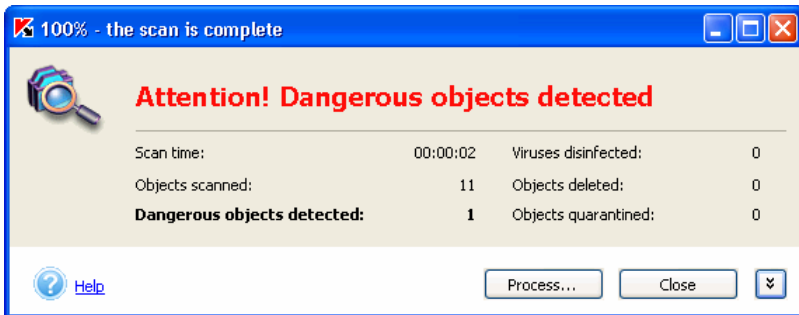 100% - the scan is complete
Attention! Dangerous objects detected
Scan time: 00:00:02 Viruses disinfected: 0
Objects scanned: 11 Objects deleted: 0
Dangerous objects detected: 1 Objects quarantined: 0
Help Process... Close